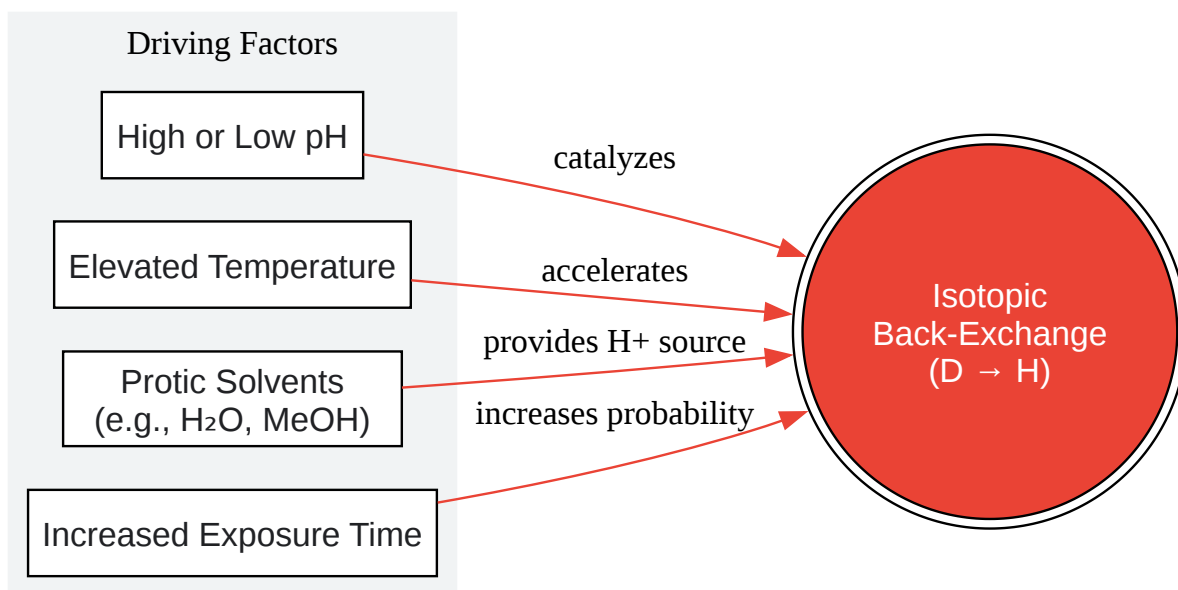 Driving Factors
High or Low pH
catalyzes
Elevated Temperature
accelerates
Protic Solvents
(e.g., H₂O, MeOH)
provides H+ source
Increased Exposure Time
increases probability
Isotopic
Back-Exchange
(D → H)